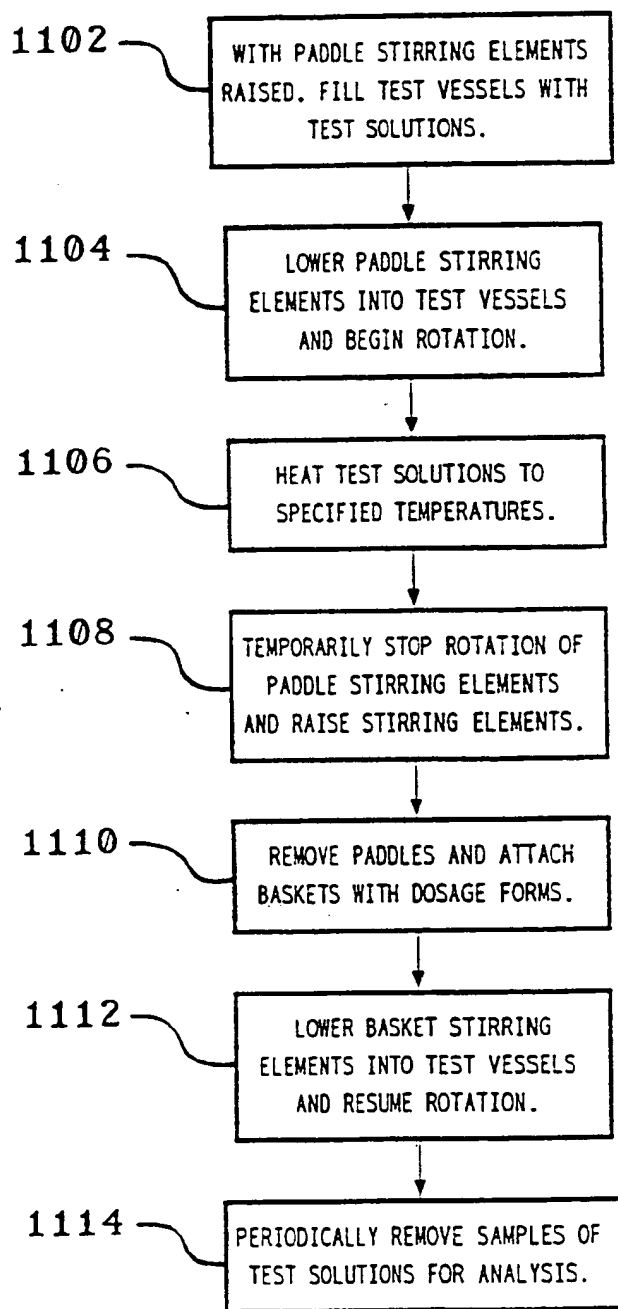 1102
WITH PADDLE STIRRING ELEMENTS
RAISED. FILL TEST VESSELS WITH
TEST SOLUTIONS.
1104
LOWER PADDLE STIRRING
ELEMENTS INTO TEST VESSELS
AND BEGIN ROTATION.
1106
HEAT TEST SOLUTIONS TO
SPECIFIED TEMPERATURES.
1108
TEMPORARILY STOP ROTATION OF
PADDLE STIRRING ELEMENTS
AND RAISE STIRRING ELEMENTS.
1110
REMOVE PADDLES AND ATTACH
BASKETS WITH DOSAGE FORMS.
1112
LOWER BASKET STIRRING
ELEMENTS INTO TEST VESSELS
AND RESUME ROTATION.
1114
PERIODICALLY REMOVE SAMPLES OF
TEST SOLUTIONS FOR ANALYSIS.